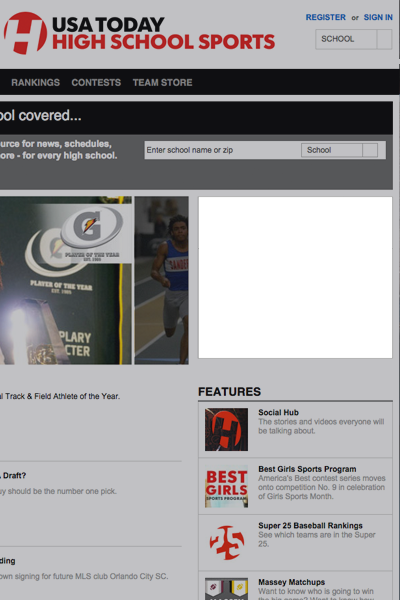 USA TODAY
HIGH SCHOOL SPORTS
REGISTER or SIGN IN
SCHOOL
RANKINGS CONTESTS TEAM STORE
ool covered...
urce for news, schedules,
ore - for every high school.
Enter school name or zip
School
G
PLAYER OF THE YEAR
EST. 1985
PLAYER OF THE YEAR
EST. 1985
PLARY
CTER
l Track & Field Athlete of the Year.
FEATURES
Social Hub
The stories and videos everyone will
be talking about.
Draft?
uy should be the number one pick.
BEST
GIRLS
SPORTS PROGRAM
Best Girls Sports Program
America's Best contest series moves
onto competition No. 9 in celebration
of Girls Sports Month.
Super 25 Baseball Rankings
See which teams are in the Super
25.
ding
own signing for future MLS club Orlando City SC.
Massey Matchups
Want to know who is going to win
the big game? Want to know how